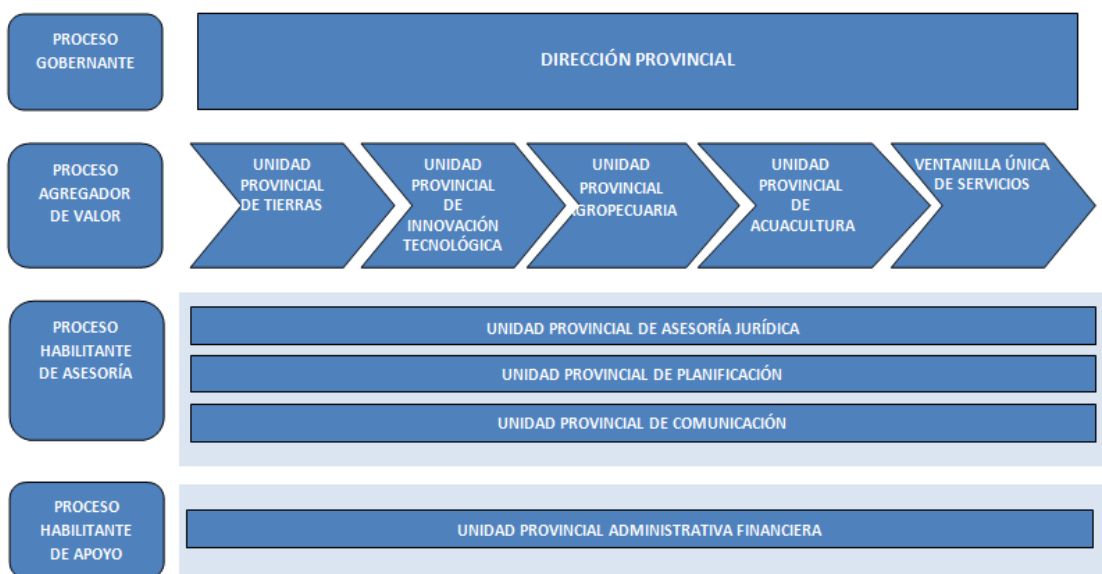 PROCESO
GOBERNANTE
DIRECCIÓN PROVINCIAL
PROCESO
AGREGADOR
DE VALOR
UNIDAD
PROVINCIAL
DE TIERRAS
UNIDAD
PROVINCIAL
DE
INNOVACIÓN
TECNOLÓGICA
UNIDAD
PROVINCIAL
AGROPECUARIA
UNIDAD
PROVINCIAL
DE
ACUACULTURA
VENTANILLA ÚNICA
DE SERVICIOS
PROCESO
HABILITANTE
DE ASESORÍA
UNIDAD PROVINCIAL DE ASESORÍA JURÍDICA
UNIDAD PROVINCIAL DE PLANIFICACIÓN
UNIDAD PROVINCIAL DE COMUNICACIÓN
PROCESO
HABILITANTE
DE APOYO
UNIDAD PROVINCIAL ADMINISTRATIVA FINANCIERA